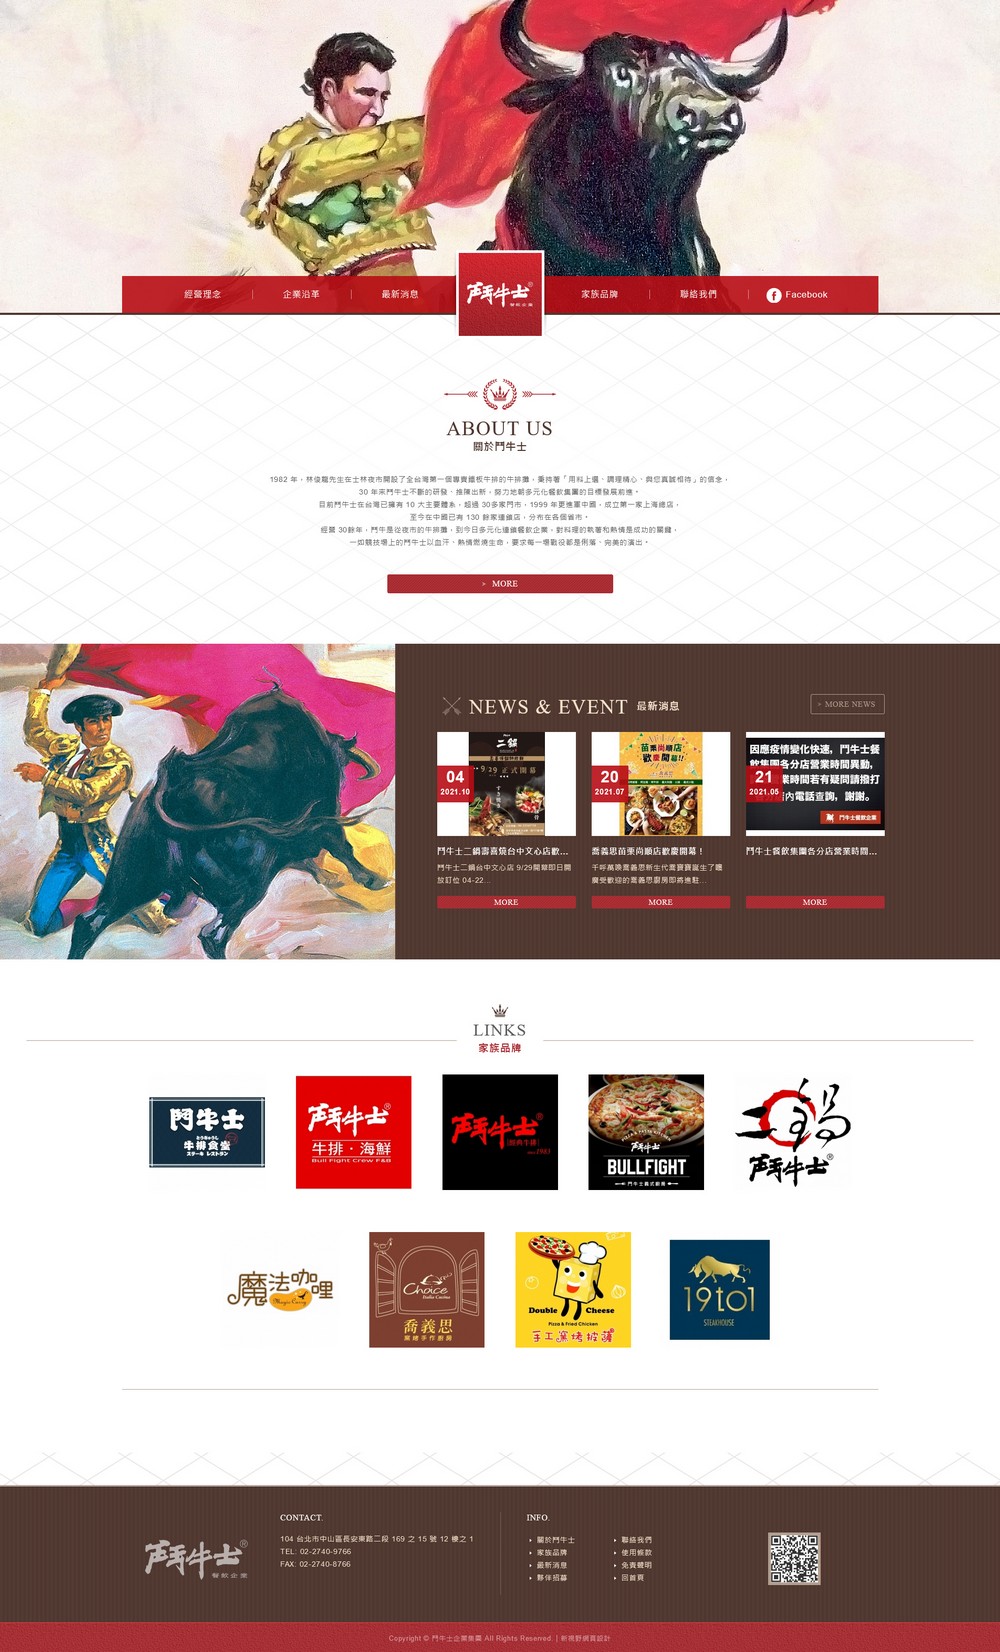 經營理念
企業沿革
最新消息
鬥牛士®
餐飲企業
家族品牌
聯絡我們
Facebook
ABOUT US
關於鬥牛士
1982 年，林俊龍先生在士林夜市開設了全台灣第一個專賣鐵板牛排的牛排攤，秉持著「用料上選、調理精心、與您真誠相待」的信念，
30 年來鬥牛士不斷的研發、推陳出新，努力地朝多元化餐飲集團的目標發展前進。
目前鬥牛士在台灣已擁有 10 大主要體系，超過 30多家門市，1999 年更進軍中國，成立第一家上海總店，
至今在中國已有 130 餘家連鎖店，分布在各個省市。
經營 30餘年，鬥牛是從夜市的牛排攤，到今日多元化連鎖餐飲企業，對料理的執著和熱情是成功的關鍵，
一如競技場上的鬥牛士以血汗、熱情燃燒生命，要求每一場戰役都是俐落、完美的演出。
» MORE
NEWS & EVENT 最新消息
» MORE NEWS
二鍋
9/29 正式開幕
04
2021.10
苗栗尚順店
歡慶開幕!!
20
2021.07
因應疫情變化快速，鬥牛士餐
飲集團各分店營業時間異動，
業時間若有疑問請撥打
內電話查詢，謝謝。
鬥牛士餐飲企業
21
2021.05
鬥牛士二鍋壽喜燒台中文心店歡...
鬥牛士二鍋台中文心店 9/29開幕即日開
放訂位 04-22...
MORE
喬義思苗栗尚順店歡慶開幕！
千呼萬喚喬義思新生代喬寶寶誕生了噹
廣受歡迎的喬義思廚房即將進駐...
MORE
鬥牛士餐飲集團各分店營業時間...
MORE
LINKS
家族品牌
鬥牛士
牛排食堂
ステーキ レストラン
鬥牛士®
牛排・海鮮
Bull Fight Crew F&B
鬥牛士®
since 1983
鬥牛士
BULLFIGHT
鬥牛士義式廚房
二鍋
鬥牛士®
魔法咖哩
Magic Curry
Choice
Italia Cucina
喬義思
窯燒手作廚房
Double Cheese
Pizza & Fried Chicken
手工窯烤披薩
19to1
STEAKHOUSE
鬥牛士®
餐飲企業
CONTACT.
104 台北市中山區長安東路二段 169 之 15 號 12 樓之 1
TEL: 02-2740-9766
FAX: 02-2740-8766
INFO.
關於鬥牛士
家族品牌
最新消息
夥伴招募
聯絡我們
使用條款
免責聲明
回首頁
Copyright © 鬥牛士企業集團 All Rights Reserved. | 新視野網頁設計